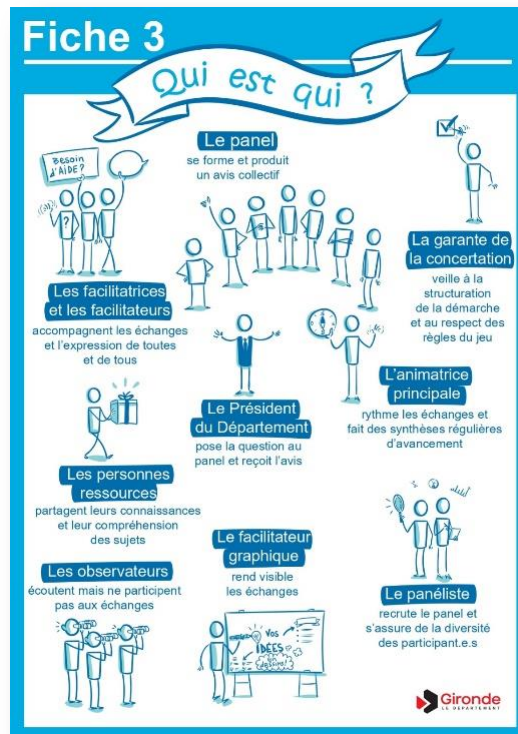 Fiche 3
Qui est qui ?
Le panel
se forme et produit
un avis collectif
Besoin
d'AIDE ?
La garante de
la concertation
veille à la
structuration
de la démarche
et au respect des
règles du jeu
Les facilitatrices
et les facilitateurs
accompagnent les échanges
et l'expression de toutes
et de tous
Le Président
du Département
pose la question au
panel et reçoit l'avis
L'animatrice
principale
rythme les échanges et
fait des synthèses régulières
d'avancement
Les personnes
ressources
partagent leurs connaissances
et leur compréhension
des sujets
Le facilitateur
graphique
rend visible
les échanges
Vos
IDÉES
en
dessins!
Le panéliste
recrute le panel et
s'assure de la diversité
des participant.e.s
Les observateurs
écoutent mais ne participent
pas aux échanges
Gironde
LE DÉPARTEMENT